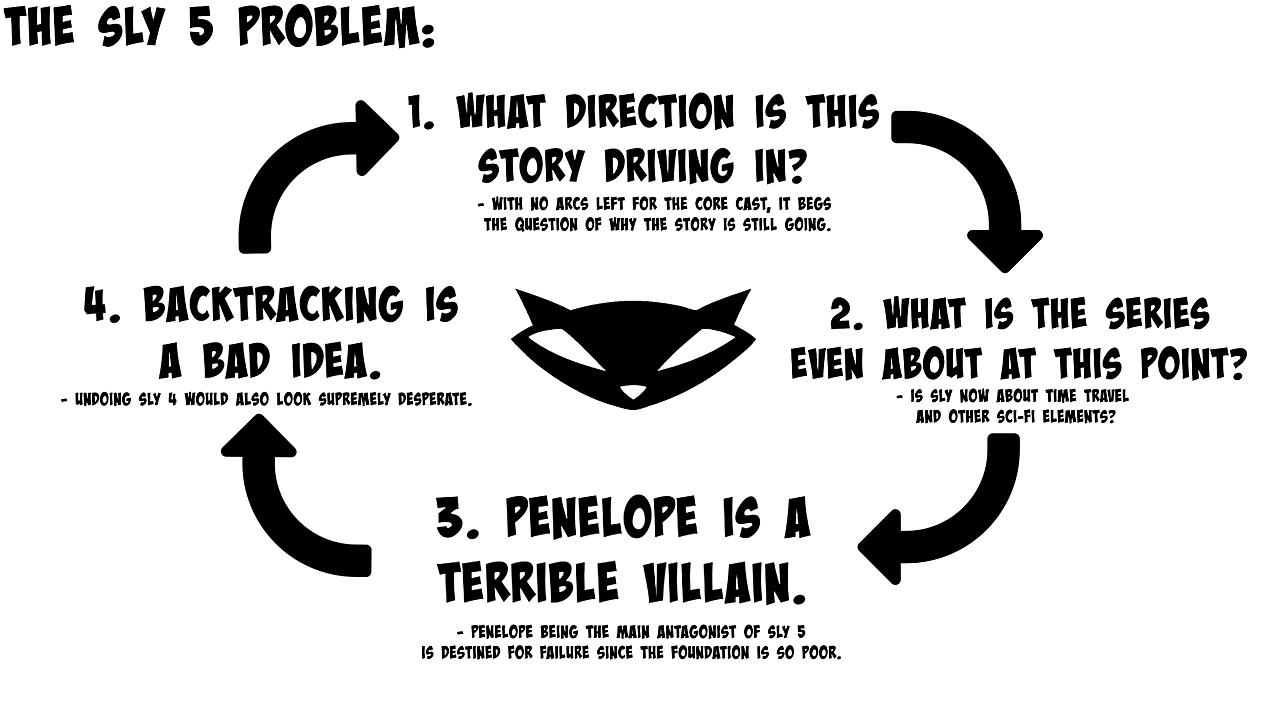 THE SLY 5 PROBLEM:
1. WHAT DIRECTION IS THIS
STORY DRIVING IN?
- WITH NO ARCS LEFT FOR THE CORE CAST, IT BEGS
THE QUESTION OF WHY THE STORY IS STILL GOING.
2. WHAT IS THE SERIES
EVEN ABOUT AT THIS POINT?
- IS SLY NOW ABOUT TIME TRAVEL
AND OTHER SCI-FI ELEMENTS?
3. PENELOPE IS A
TERRIBLE VILLAIN.
- PENELOPE BEING THE MAIN ANTAGONIST OF SLY 5
IS DESTINED FOR FAILURE SINCE THE FOUNDATION IS SO POOR.
4. BACKTRACKING IS
A BAD IDEA.
- UNDOING SLY 4 WOULD ALSO LOOK SUPREMELY DESPERATE.